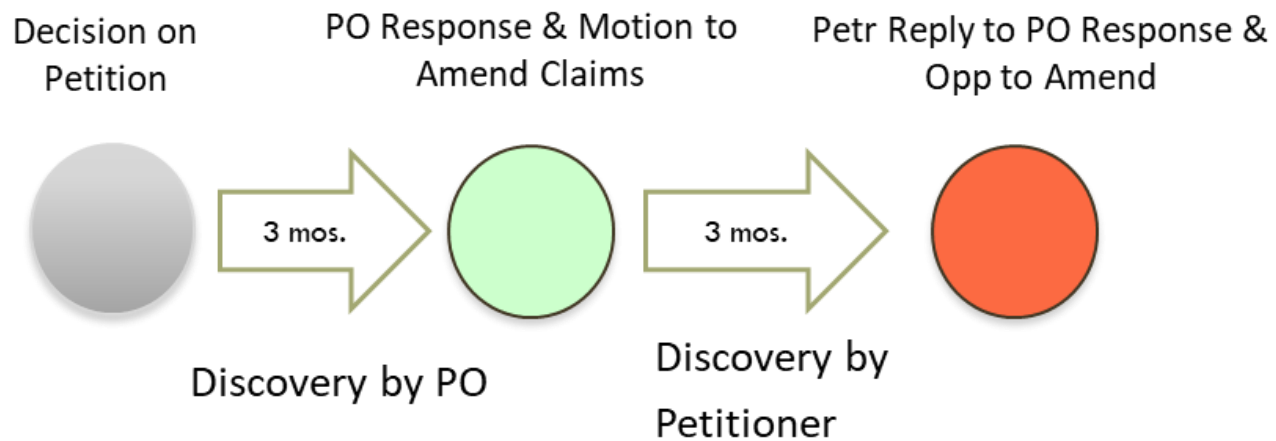 Decision on
Petition
PO Response & Motion to
Amend Claims
Petr Reply to PO Response &
Opp to Amend
3 mos.
3 mos.
Discovery by PO
Discovery by
Petitioner